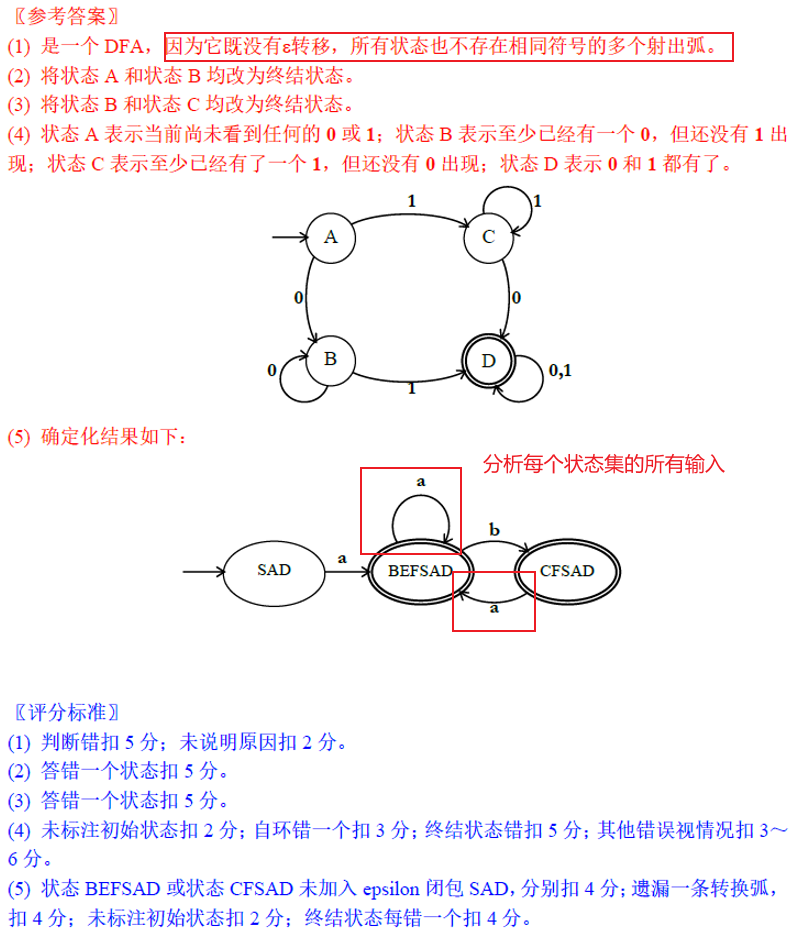 〖参考答案〗
(1) 是一个 DFA，因为它既没有ε转移，所有状态也不存在相同符号的多个射出弧。
(2) 将状态 A 和状态 B 均改为终结状态。
(3) 将状态 B 和状态 C 均改为终结状态。
(4) 状态 A 表示当前尚未看到任何的 0 或 1；状态 B 表示至少已经有一个 0，但还没有 1 出
现；状态 C 表示至少已经有了一个 1，但还没有 0 出现；状态 D 表示 0 和 1 都有了。
1
1
A
C
0
0
B
D
0
0,1
1
(5) 确定化结果如下：
分析每个状态集的所有输入
a
b
a
SAD
BEFSAD
CFSAD
a
〖评分标准〗
(1) 判断错扣 5 分；未说明原因扣 2 分。
(2) 答错一个状态扣 5 分。
(3) 答错一个状态扣 5 分。
(4) 未标注初始状态扣 2 分；自环错一个扣 3 分；终结状态错扣 5 分；其他错误视情况扣 3～
6 分。
(5) 状态 BEFSAD 或状态 CFSAD 未加入 epsilon 闭包 SAD，分别扣 4 分；遗漏一条转换弧，
扣 4 分；未标注初始状态扣 2 分；终结状态每错一个扣 4 分。